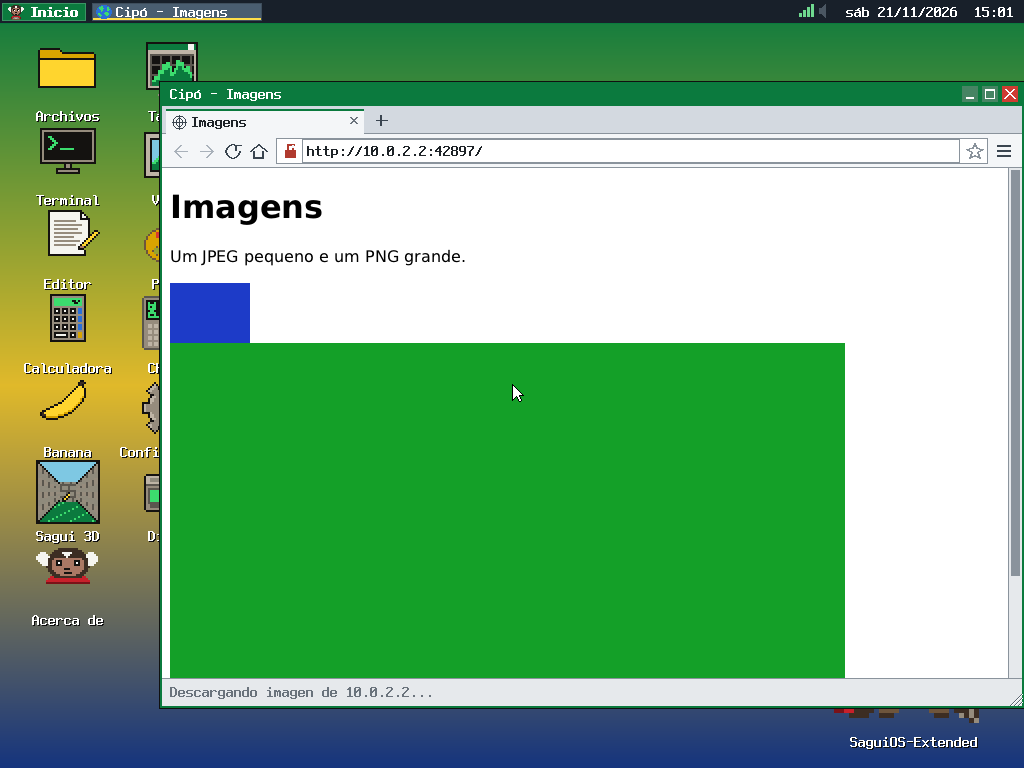 Inicio
Cipó - Imagens
sáb 21/11/2026 15:01
Archivos
Terminal
Editor
Calculadora
Banana
Sagui 3D
Acerca de
Cipó - Imagens
Imagens
http://10.0.2.2:42897/
Imagens
Um JPEG pequeno e um PNG grande.
Descargando imagen de 10.0.2.2...
SaguiOS-Extended